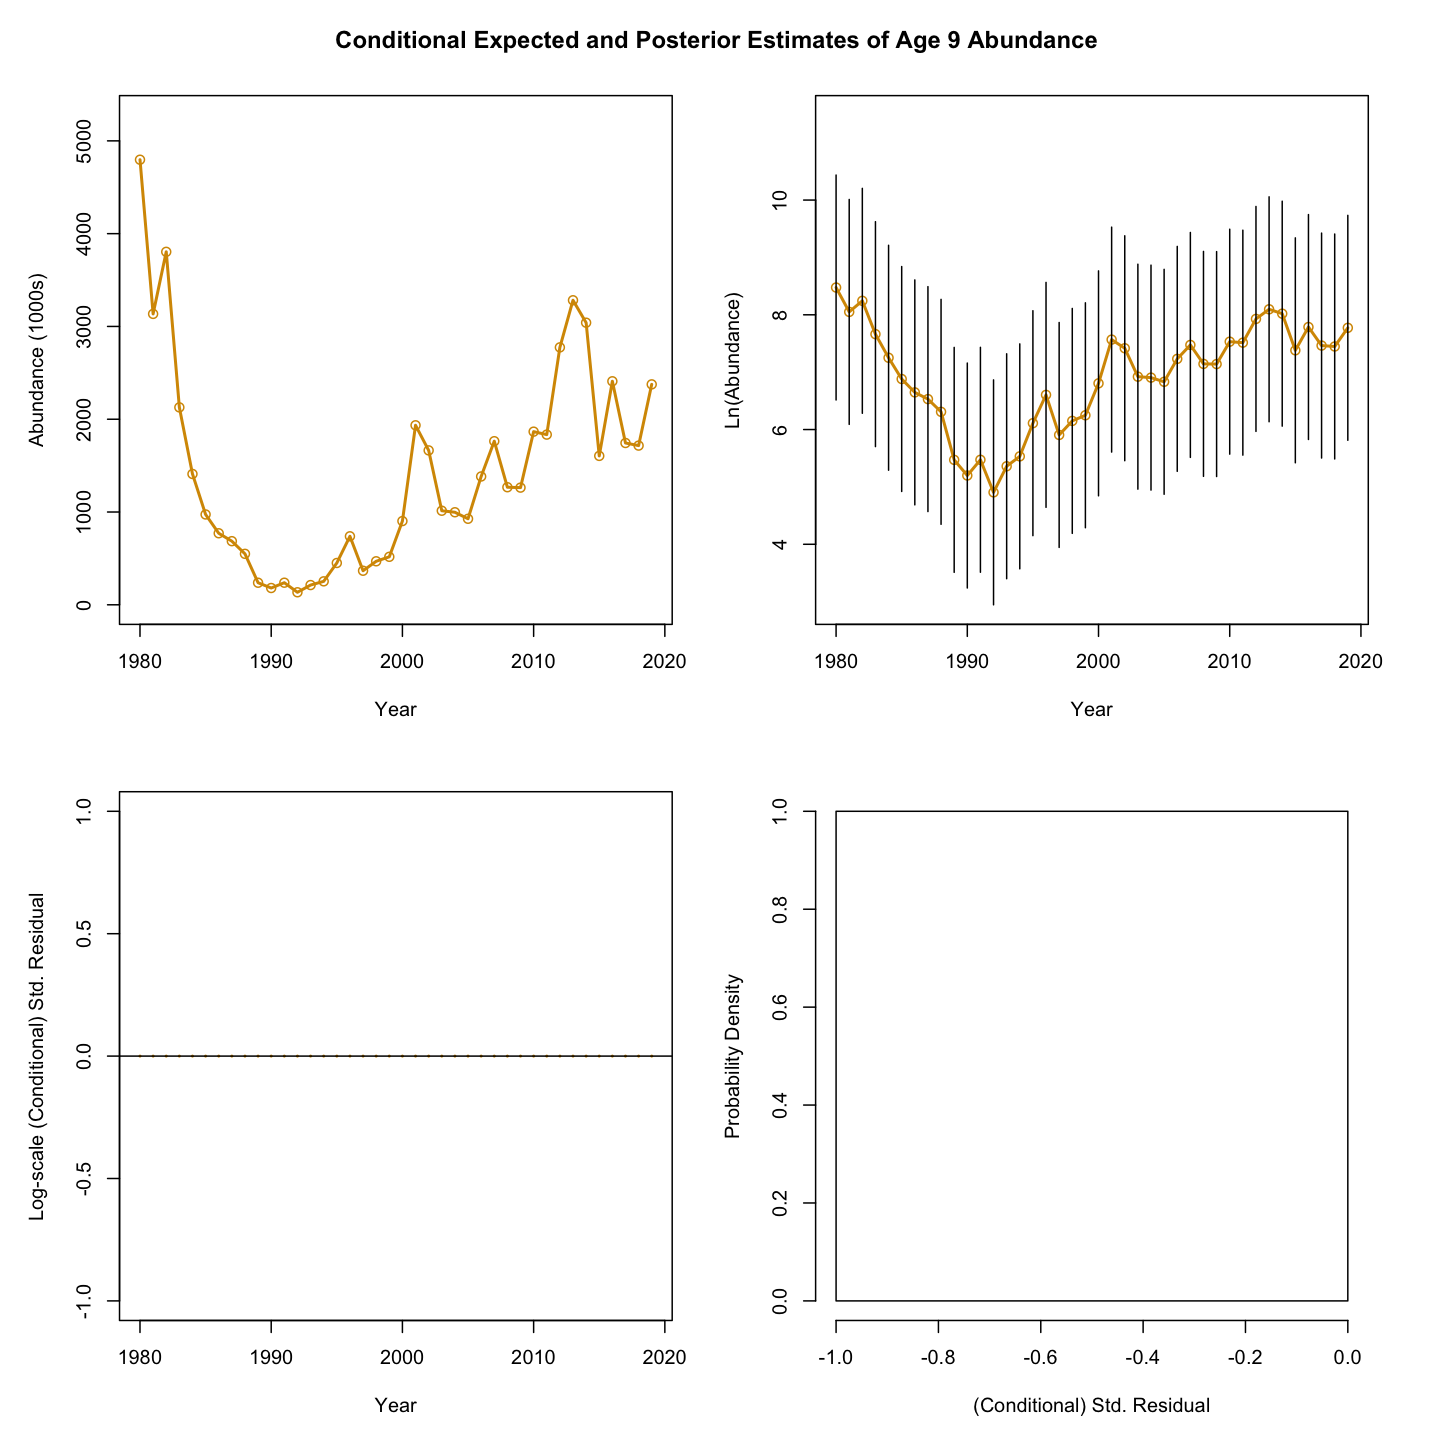 Conditional Expected and Posterior Estimates of Age 9 Abundance
Abundance (1000s)
5000
4000
3000
2000
1000
0
1980 1990 2000 2010 2020
Year
Ln(Abundance)
10
8
6
4
1980 1990 2000 2010 2020
Year
Log-scale (Conditional) Std. Residual
1.0
0.5
0.0
-0.5
-1.0
1980 1990 2000 2010 2020
Year
Probability Density
1.0
0.8
0.6
0.4
0.2
0.0
-1.0 -0.8 -0.6 -0.4 -0.2 0.0
(Conditional) Std. Residual